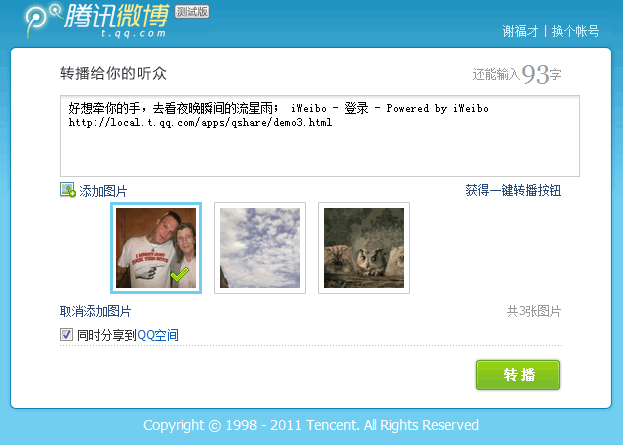 腾讯微博 测试版
t.qq.com
谢福才 | 换个帐号
转播给你的听众
还能输入93字
好想牵你的手，去看夜晚瞬间的流星雨； iWeibo - 登录 - Powered by iWeibo
http://local.t.qq.com/apps/qshare/demo3.html
添加图片
获得一键转播按钮
取消添加图片
共3张图片
同时分享到QQ空间
转播
Copyright © 1998 - 2011 Tencent. All Rights Reserved